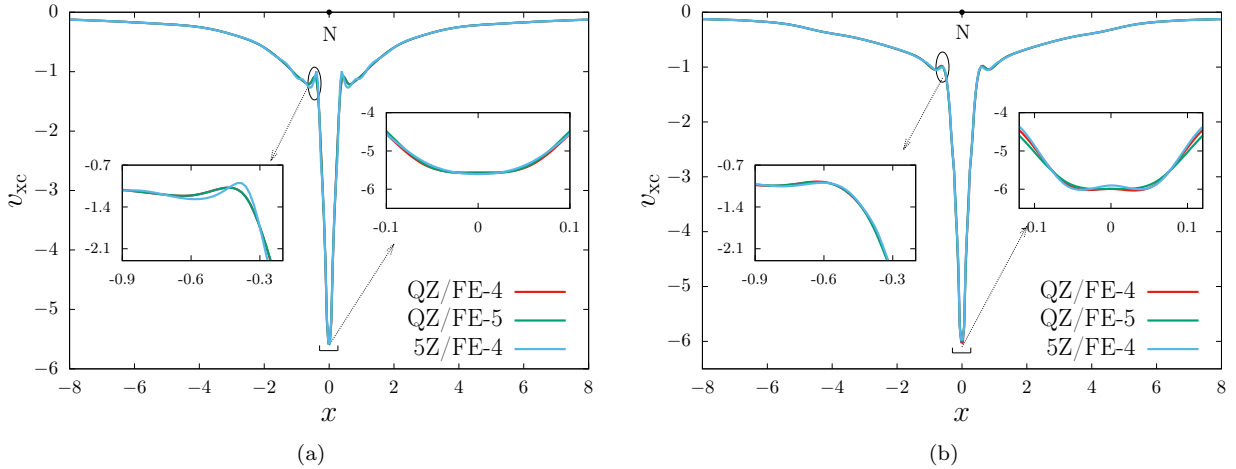 0
−1
−2
−3
−4
−5
−6
v_xc
−8 −6 −4 −2 0 2 4 6 8
x
N
-0.7
-1.4
-2.1
-0.9 -0.6 -0.3
-4
-5
-6
-0.1 0 0.1
QZ/FE-4
QZ/FE-5
5Z/FE-4
(a)
0
−1
−2
−3
−4
−5
−6
v_xc
−8 −6 −4 −2 0 2 4 6 8
x
N
-0.7
-1.4
-2.1
-0.9 -0.6 -0.3
-4
-5
-6
-0.1 0 0.1
QZ/FE-4
QZ/FE-5
5Z/FE-4
(b)